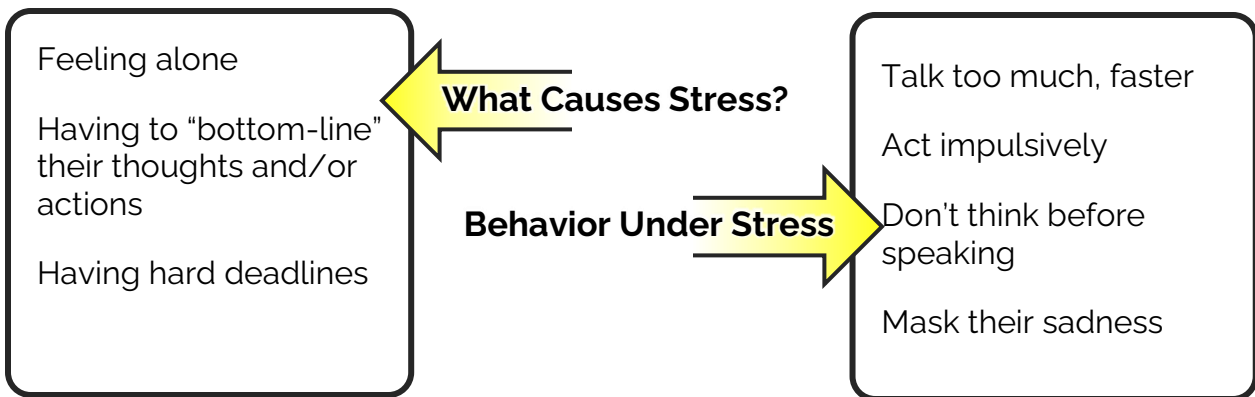 Feeling alone
Having to “bottom-line”
their thoughts and/or
actions
Having hard deadlines
What Causes Stress?
Behavior Under Stress
Talk too much, faster
Act impulsively
Don’t think before
speaking
Mask their sadness